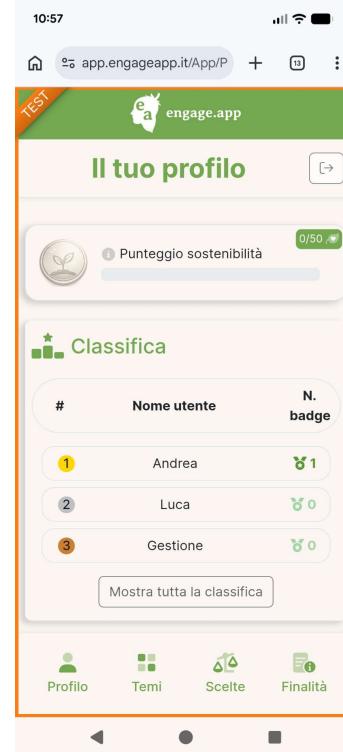 10:57
app.engageapp.it/App/P
13
TEST
ea engage.app
Il tuo profilo
0/50
Punteggio sostenibilità
Classifica
# Nome utente N. badge
1 Andrea 1
2 Luca 0
3 Gestione 0
Mostra tutta la classifica
Profilo Temi Scelte Finalità